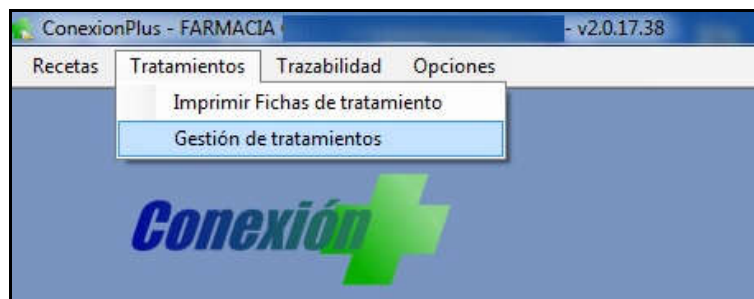 ConexionPlus - FARMACIA - v2.0.17.38
Recetas Tratamientos Trazabilidad Opciones
Imprimir Fichas de tratamiento
Gestión de tratamientos
Conexión